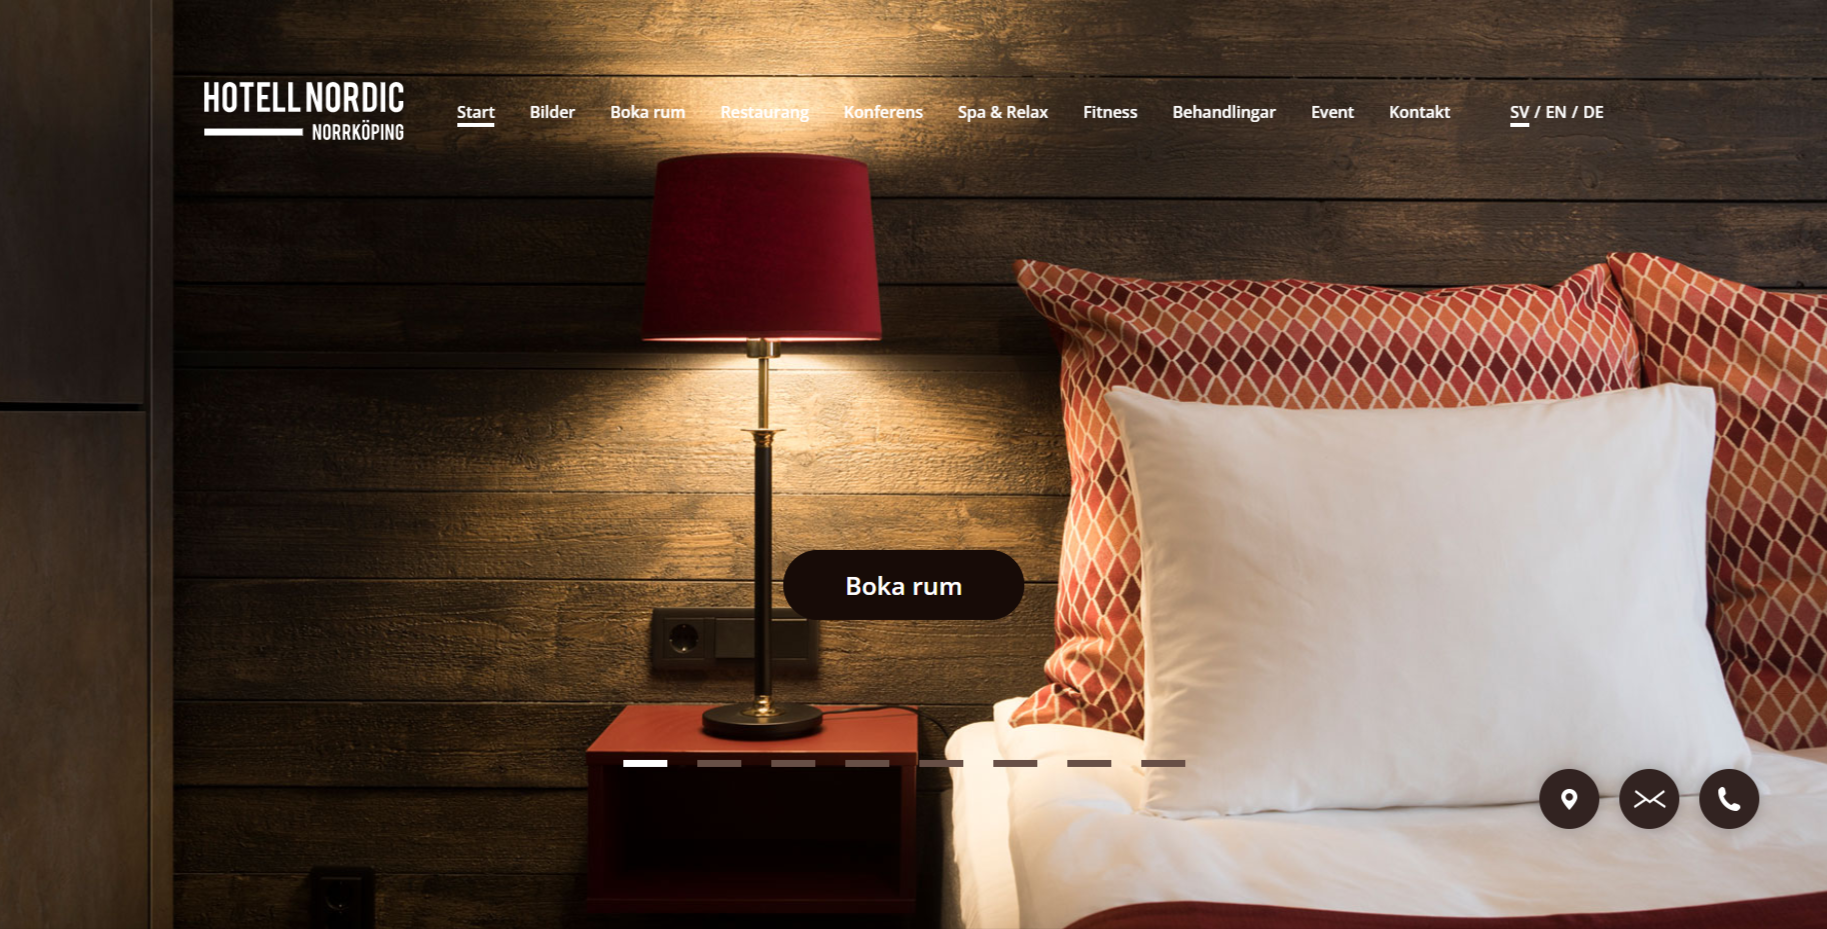 HOTELL NORDIC
NORRKÖPING
Start Bilder Boka rum Restaurang Konferens Spa & Relax Fitness Behandlingar Event Kontakt SV / EN / DE
Boka rum